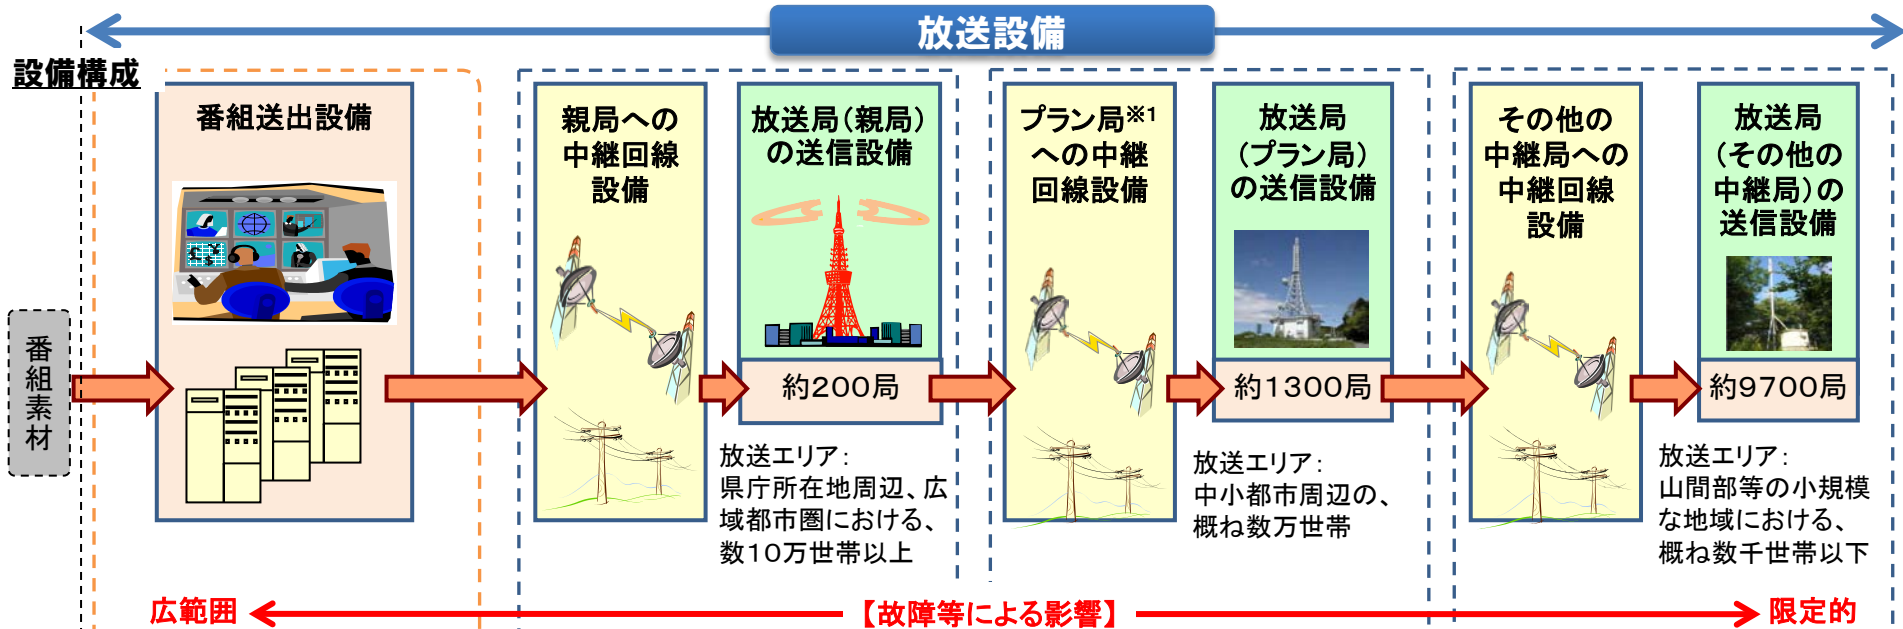 放送設備
設備構成
番組素材
番組送出設備
親局への
中継回線
設備
放送局(親局)
の送信設備
約200局
放送エリア:
県庁所在地周辺、広
域都市圏における、
数10万世帯以上
プラン局※1
への中継
回線設備
放送局
(プラン局)
の送信設備
約1300局
放送エリア:
中小都市周辺の、
概ね数万世帯
その他の
中継局への
中継回線
設備
放送局
(その他の
中継局)の
送信設備
約9700局
放送エリア:
山間部等の小規模
な地域における、
概ね数千世帯以下
広範囲
【故障等による影響】
限定的